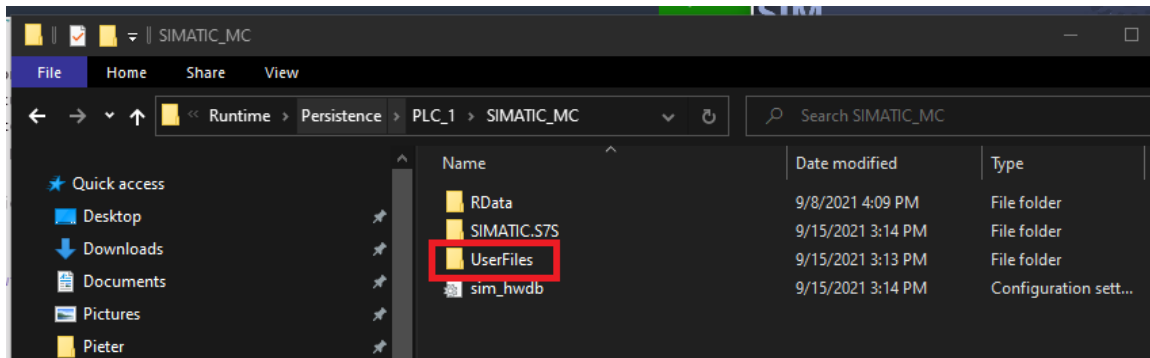 SIM
SIMATIC_MC
File Home Share View
« Runtime > Persistence > PLC_1 > SIMATIC_MC Search SIMATIC_MC
Name Date modified Type
Quick access
RData 9/8/2021 4:09 PM File folder
Desktop
SIMATIC.S7S 9/15/2021 3:14 PM File folder
Downloads
UserFiles 9/15/2021 3:13 PM File folder
Documents
sim_hwdb 9/15/2021 3:14 PM Configuration sett...
Pictures
Pieter